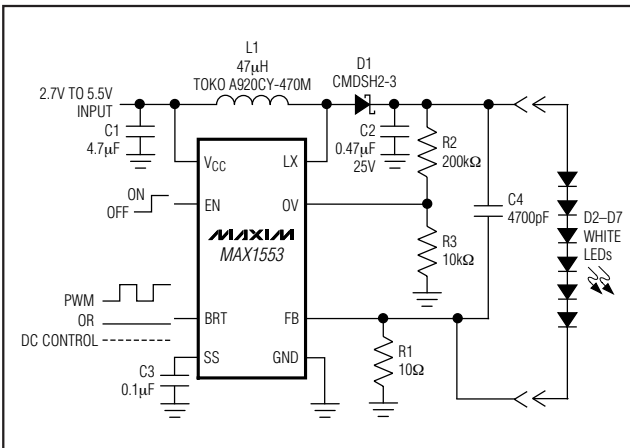 L1
47µH
TOKO A920CY-470M
D1
CMDSH2-3
2.7V TO 5.5V
INPUT
C1
4.7µF
C2
0.47µF
25V
R2
200kΩ
VCC
LX
ON
OFF
EN
OV
C4
4700pF
D2–D7
WHITE
LEDs
MAXIM
MAX1553
R3
10kΩ
PWM
OR
DC CONTROL
BRT
FB
SS
GND
C3
0.1µF
R1
10Ω